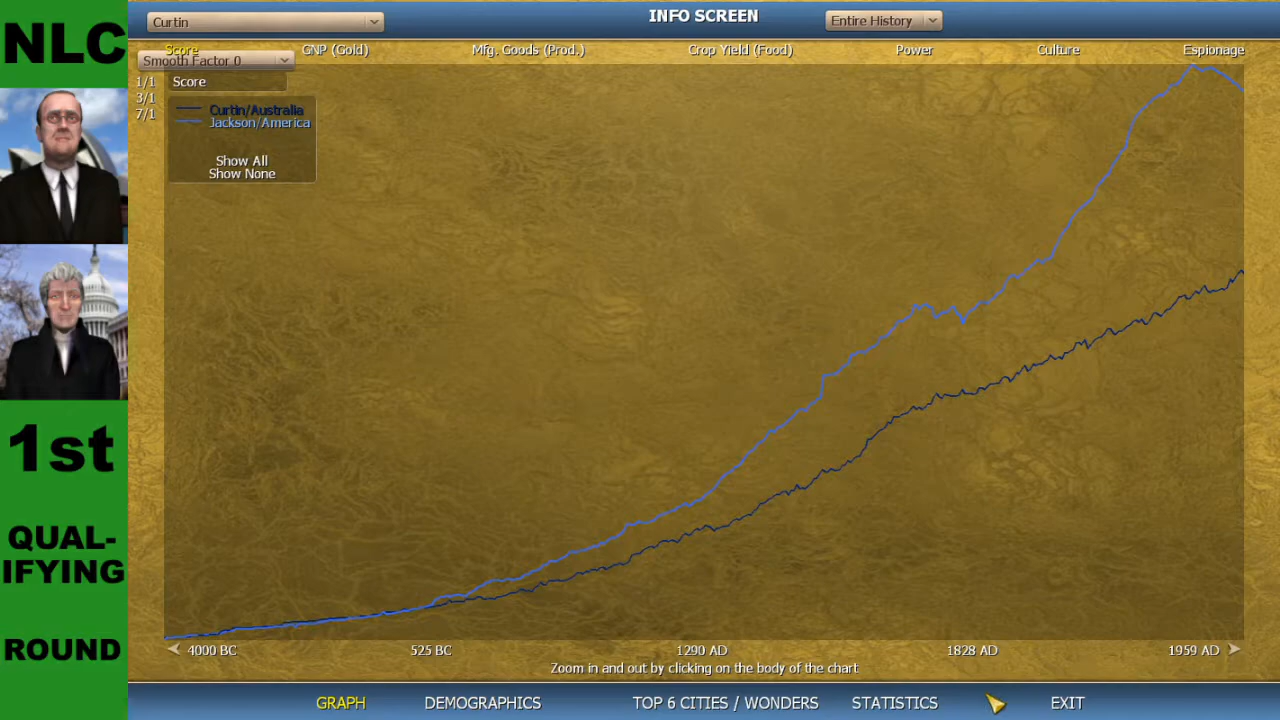 NLC
1st
QUAL-
IFYING
ROUND
Curtin
INFO SCREEN
Entire History
Score
GNP (Gold)
Mfg. Goods (Prod.)
Crop Yield (Food)
Power
Culture
Espionage
Smooth Factor 0
1/1
3/1
7/1
Score
Curtin/Australia
Jackson/America
Show All
Show None
4000 BC
525 BC
1290 AD
1828 AD
1959 AD
Zoom in and out by clicking on the body of the chart
GRAPH
DEMOGRAPHICS
TOP 6 CITIES / WONDERS
STATISTICS
EXIT